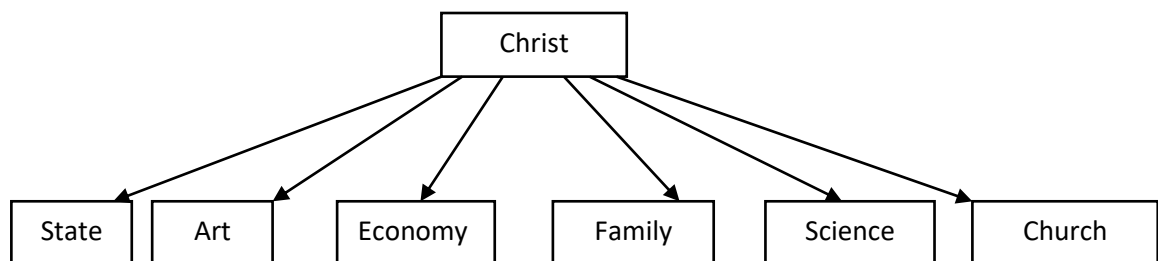 Christ
State
Art
Economy
Family
Science
Church